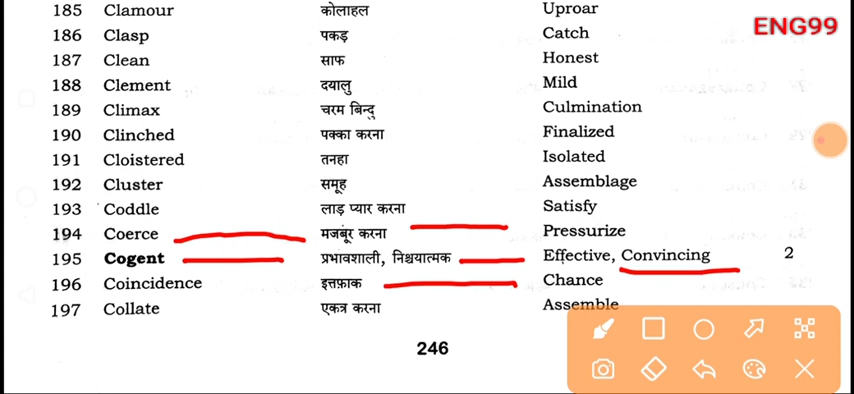 185 Clamour कोलाहल Uproar
ENG99
186 Clasp पकड़ Catch
187 Clean साफ Honest
188 Clement दयालु Mild
189 Climax चरम बिन्दु Culmination
190 Clinched पक्का करना Finalized
191 Cloistered तनहा Isolated
192 Cluster समूह Assemblage
193 Coddle लाड़ प्यार करना Satisfy
194 Coerce मजबूर करना Pressurize
195 Cogent प्रभावशाली, निश्चयात्मक Effective, Convincing 2
196 Coincidence इत्तफ़ाक Chance
197 Collate एकत्र करना Assemble
246